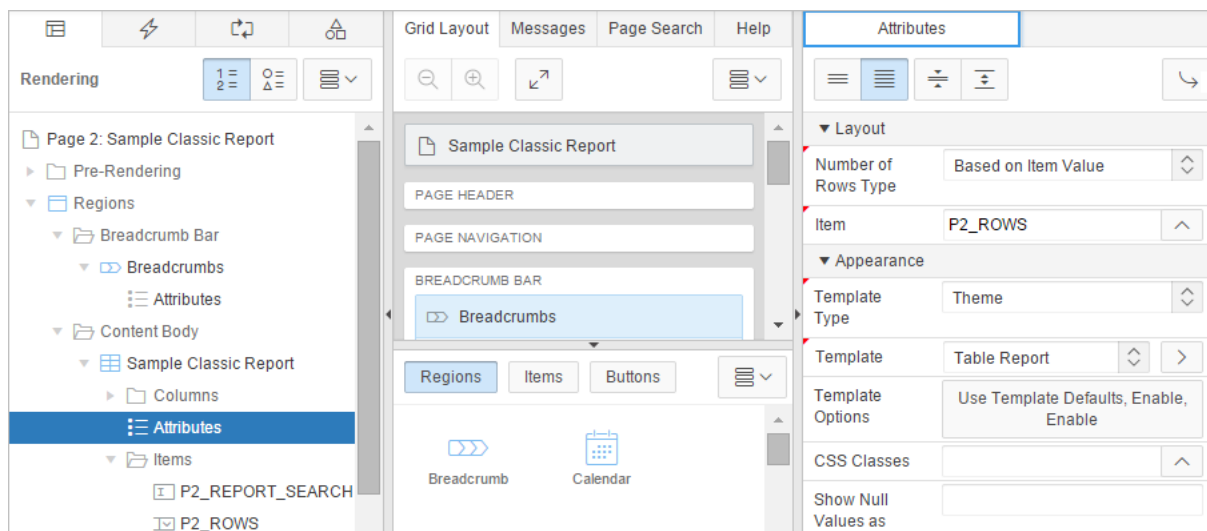 Grid Layout Messages Page Search Help
Attributes
Rendering
Page 2: Sample Classic Report
Pre-Rendering
Regions
Breadcrumb Bar
Breadcrumbs
Attributes
Content Body
Sample Classic Report
Columns
Attributes
Items
P2_REPORT_SEARCH
P2_ROWS
Sample Classic Report
PAGE HEADER
PAGE NAVIGATION
BREADCRUMB BAR
Breadcrumbs
Regions Items Buttons
Breadcrumb Calendar
Layout
Number of
Rows Type
Based on Item Value
Item P2_ROWS
Appearance
Template
Type
Theme
Template Table Report
Template
Options
Use Template Defaults, Enable,
Enable
CSS Classes
Show Null
Values as